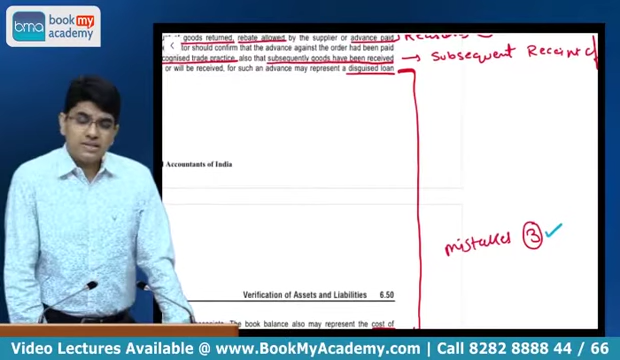 bma
book my
academy
goods returned, rebate allowed by the supplier or advance paid
tor should confirm that the advance against the order had been paid
cognised trade practice, also that subsequently goods have been received
or will be received, for such an advance may represent a disguised loan
→ Subsequent Receipt
d Accountants of India
mistakes 3 ✓
Verification of Assets and Liabilities 6.50
The book balance also may represent the cost of
Video Lectures Available @ www.BookMyAcademy | Call 8282 8888 44 / 66